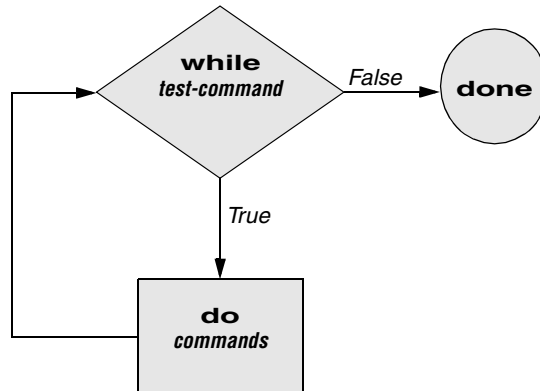 while
test-command
False
done
True
do
commands